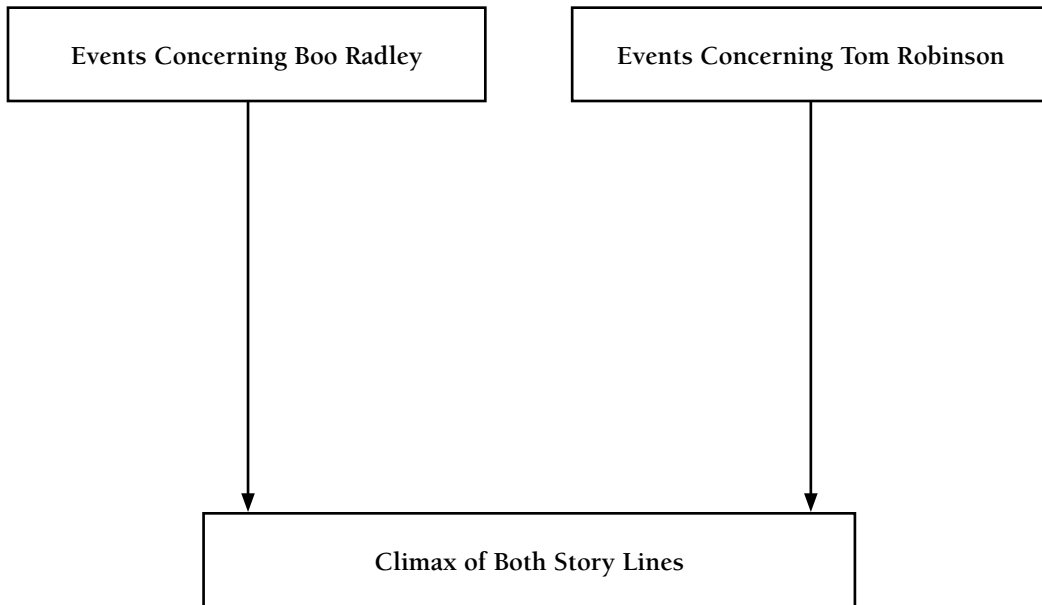 Events Concerning Boo Radley
Events Concerning Tom Robinson
Climax of Both Story Lines